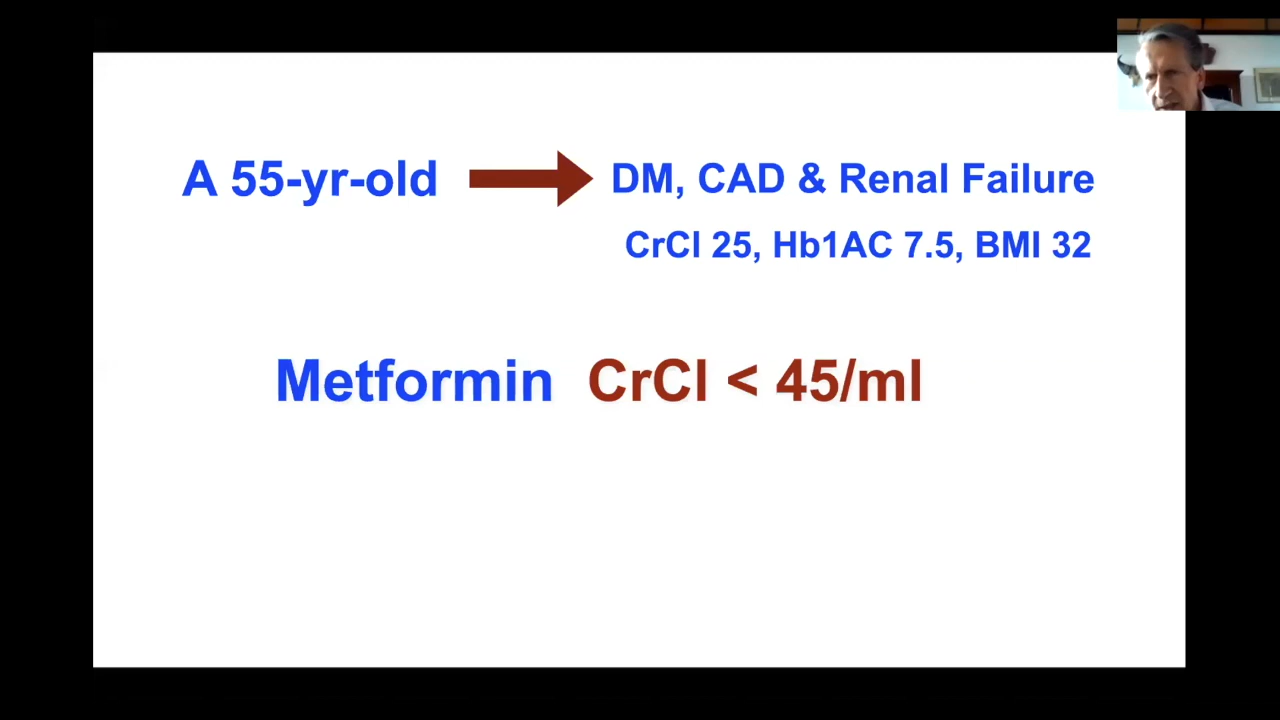 A 55-yr-old DM, CAD & Renal Failure
CrCl 25, Hb1AC 7.5, BMI 32
Metformin CrCl < 45/ml